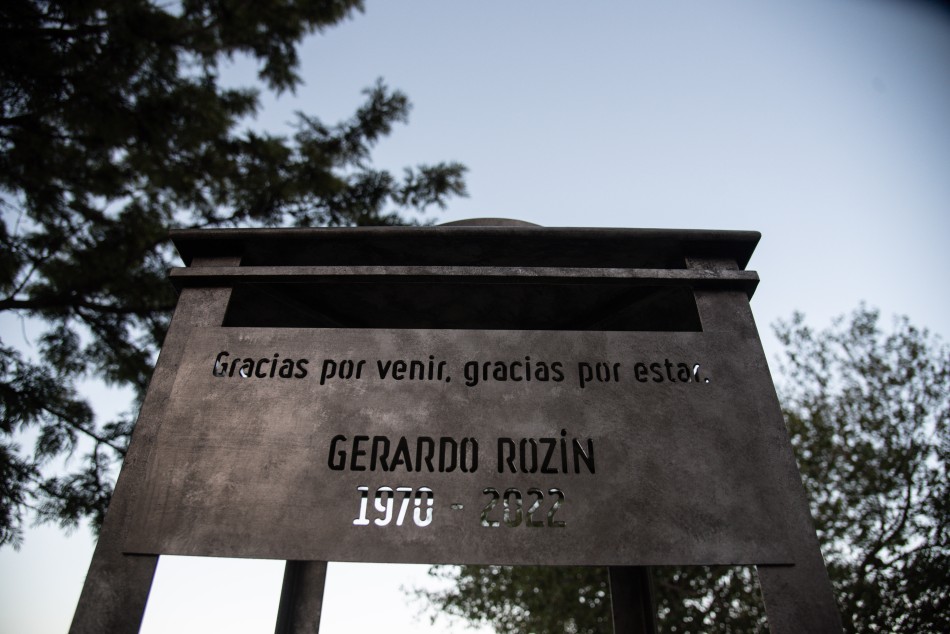 Gracias por venir, gracias por estar.
GERARDO ROZÍN
1970 - 2022